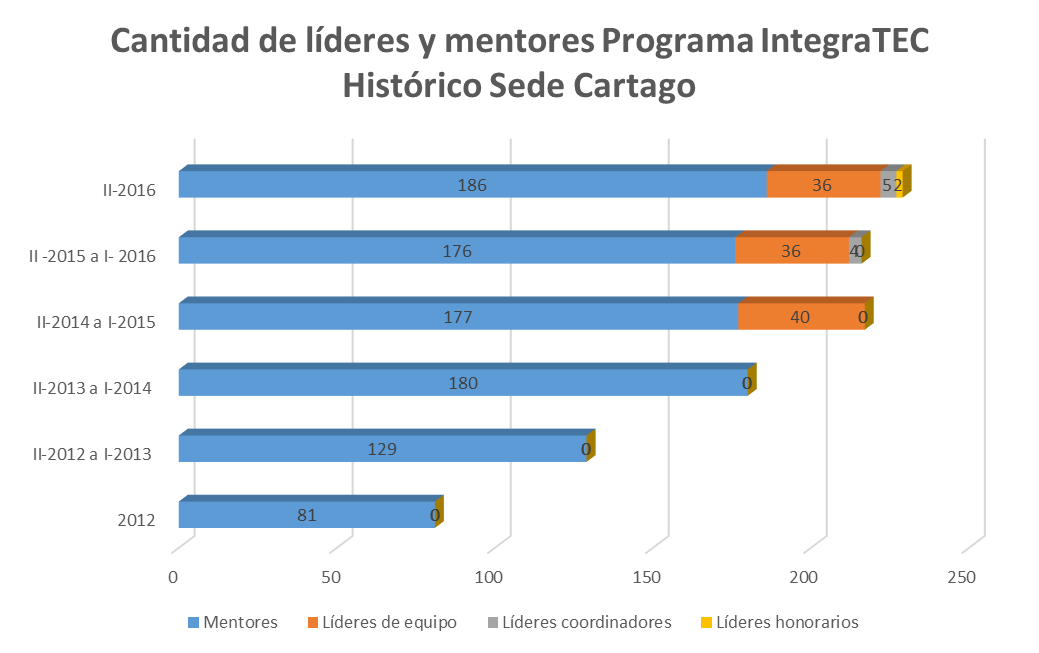 Cantidad de líderes y mentores Programa IntegraTEC
Histórico Sede Cartago
II-2016
186
36
5
2
II -2015 a I- 2016
176
36
4
0
II-2014 a I-2015
177
40
0
II-2013 a I-2014
180
0
II-2012 a I-2013
129
0
2012
81
0
0 50 100 150 200 250
Mentores Líderes de equipo Líderes coordinadores Líderes honorarios